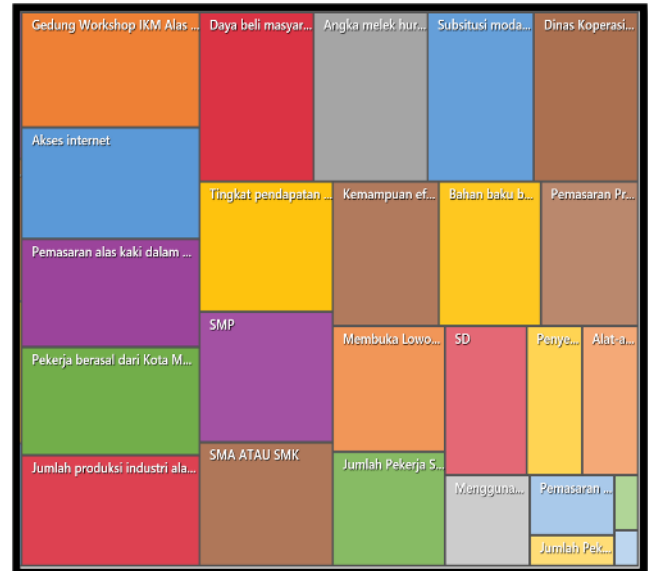 Gedung Workshop IKM Alas ...
Daya beli masyar...
Angka melek hur...
Subsitusi moda...
Dinas Koperasi...
Akses internet
Tingkat pendapatan ...
Kemampuan ef...
Bahan baku b...
Pemasaran Pr...
Pemasaran alas kaki dalam ...
SMP
Membuka Lowo...
SD
Penye...
Alat-a...
Pekerja berasal dari Kota M...
SMA ATAU SMK
Jumlah Pekerja S...
Jumlah produksi industri ala...
Mengguna...
Pemasaran ...
Jumlah Pek...